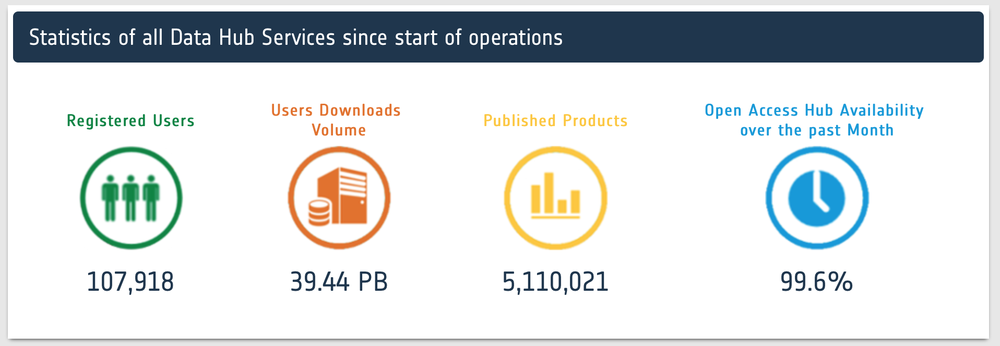 Statistics of all Data Hub Services since start of operations
Registered Users
Users Downloads
Volume
Published Products
Open Access Hub Availability
over the past Month
107,918
39.44 PB
5,110,021
99.6%